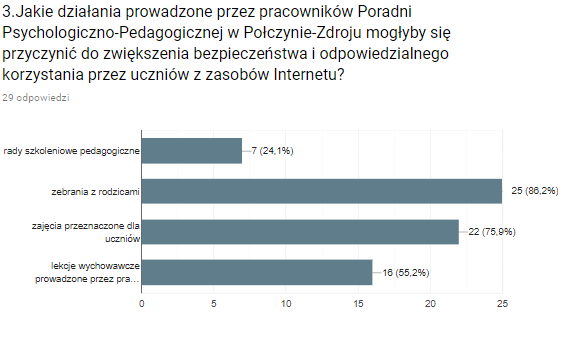 3.Jakie działania prowadzone przez pracowników Poradni
Psychologiczno-Pedagogicznej w Połczynie-Zdroju mogłyby się
przyczynić do zwiększenia bezpieczeństwa i odpowiedzialnego
korzystania przez uczniów z zasobów Internetu?
29 odpowiedzi
rady szkoleniowe pedagogiczne
7 (24,1%)
zebrania z rodzicami
25 (86,2%)
zajęcia przeznaczone dla
uczniów
22 (75,9%)
lekcje wychowawcze
prowadzone przez pra…
16 (55,2%)
0 5 10 15 20 25